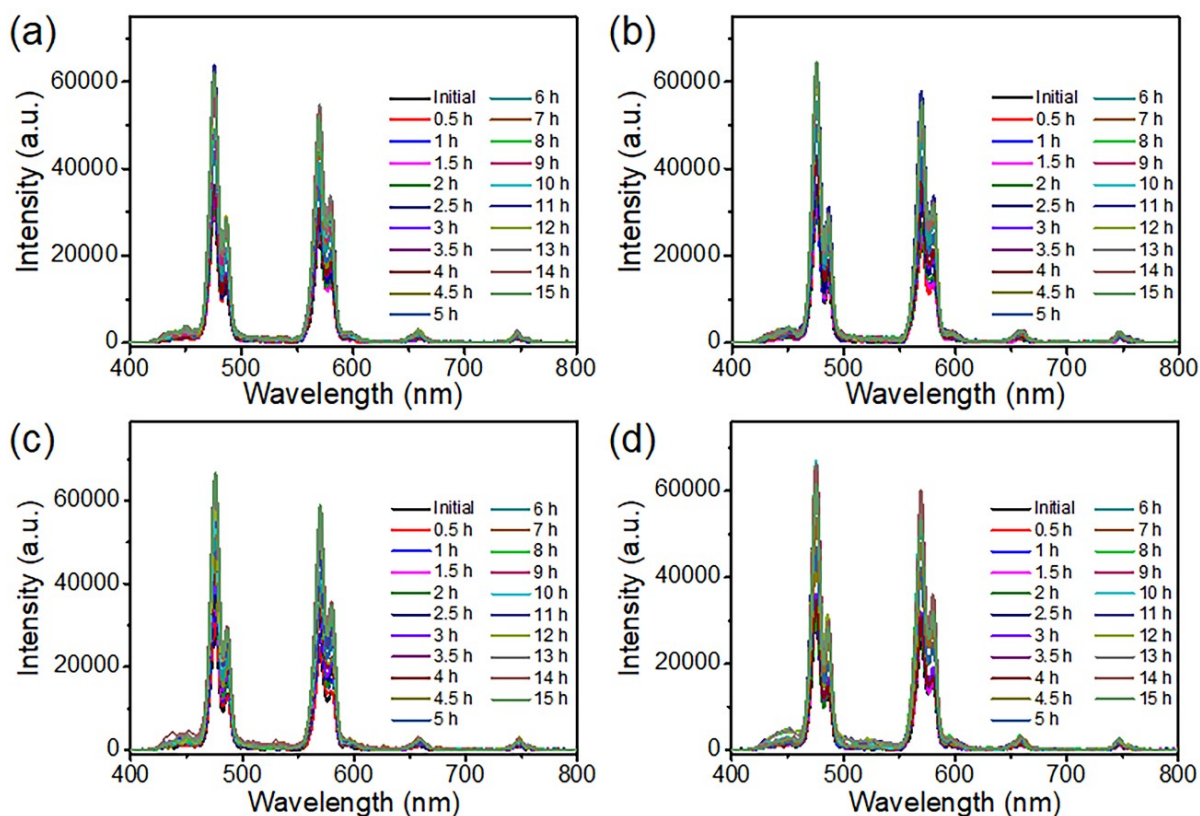 (a)
Intensity (a.u.)
60000
40000
20000
0
400 500 600 700 800
Wavelength (nm)
Initial 6 h
0.5 h 7 h
1 h 8 h
1.5 h 9 h
2 h 10 h
2.5 h 11 h
3 h 12 h
3.5 h 13 h
4 h 14 h
4.5 h 15 h
5 h
(b)
Intensity (a.u.)
60000
40000
20000
0
400 500 600 700 800
Wavelength (nm)
Initial 6 h
0.5 h 7 h
1 h 8 h
1.5 h 9 h
2 h 10 h
2.5 h 11 h
3 h 12 h
3.5 h 13 h
4 h 14 h
4.5 h 15 h
5 h
(c)
Intensity (a.u.)
60000
40000
20000
0
400 500 600 700 800
Wavelength (nm)
Initial 6 h
0.5 h 7 h
1 h 8 h
1.5 h 9 h
2 h 10 h
2.5 h 11 h
3 h 12 h
3.5 h 13 h
4 h 14 h
4.5 h 15 h
5 h
(d)
Intensity (a.u.)
60000
40000
20000
0
400 500 600 700 800
Wavelength (nm)
Initial 6 h
0.5 h 7 h
1 h 8 h
1.5 h 9 h
2 h 10 h
2.5 h 11 h
3 h 12 h
3.5 h 13 h
4 h 14 h
4.5 h 15 h
5 h